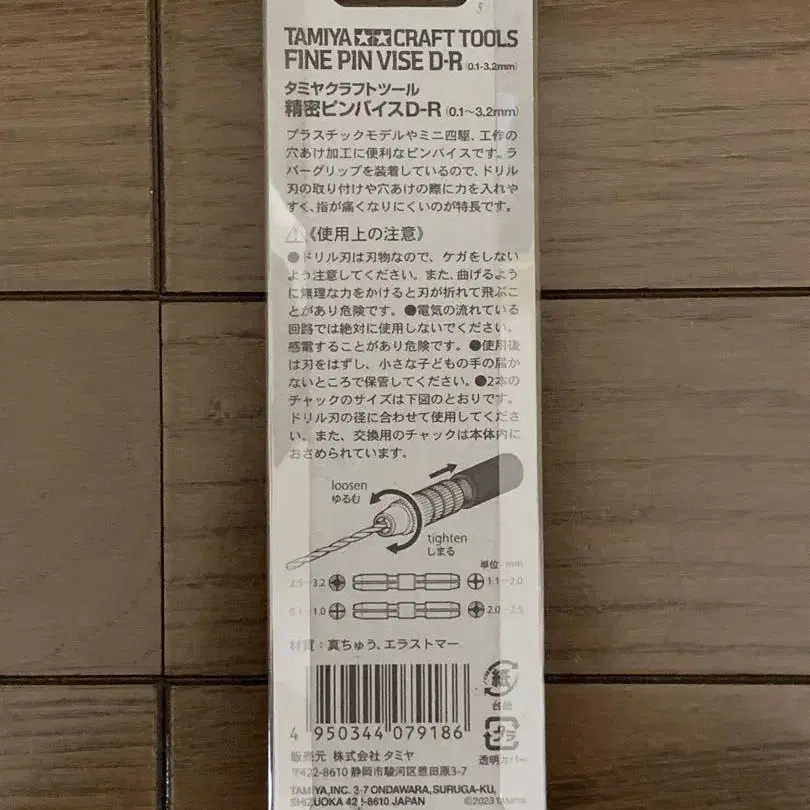 TAMIYA CRAFT TOOLS
FINE PIN VISE D-R (0.1-3.2mm)
タミヤクラフトツール
精密ピンバイスD-R (0.1〜3.2mm)
プラスチックモデルやミニ四駆、工作の
穴あけ加工に便利なピンバイスです。ラ
バーグリップを装着しているので、ドリル
刃の取り付けや穴あけの際に力を入れや
すく、指が痛くなりにくいのが特長です。
⚠《使用上の注意》
●ドリル刃は刃物なので、ケガをしない
よう注意してください。また、曲げるよう
に無理な力をかけると刃が折れて飛ぶこ
とがあり危険です。●電気の流れている
回路では絶対に使用しないでください。
感電することがあり危険です。●使用後
は刃をはずし、小さな子どもの手の届か
ないところで保管してください。●2本の
チャックのサイズは下図のとおりです。
ドリル刃の径に合わせて使用してくださ
い。また、交換用のチャックは本体内に
おさめられています。
loosen
ゆるむ
tighten
しまる
単位:mm
2.5〜3.2 1.1〜2.0
0.1〜1.0 2.0〜2.5
材質:真ちゅう、エラストマー
4 950344 079186
紙
台紙
プラ
透明カバー
販売元 株式会社 タミヤ
〒422-8610 静岡市駿河区恩田原3-7
TAMIYA,INC. 3-7 ONDAWARA, SURUGA-KU,
SHIZUOKA 422-8610 JAPAN ©2023 TAMIYA